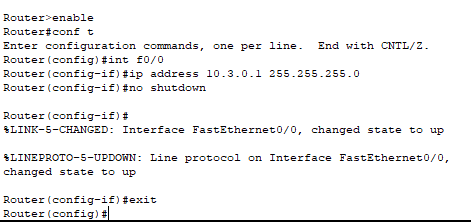 Router>enable
Router#conf t
Enter configuration commands, one per line.  End with CNTL/Z.
Router(config)#int f0/0
Router(config-if)#ip address 10.3.0.1 255.255.255.0
Router(config-if)#no shutdown
Router(config-if)#
%LINK-5-CHANGED: Interface FastEthernet0/0, changed state to up
%LINEPROTO-5-UPDOWN: Line protocol on Interface FastEthernet0/0,
changed state to up
Router(config-if)#exit
Router(config)#